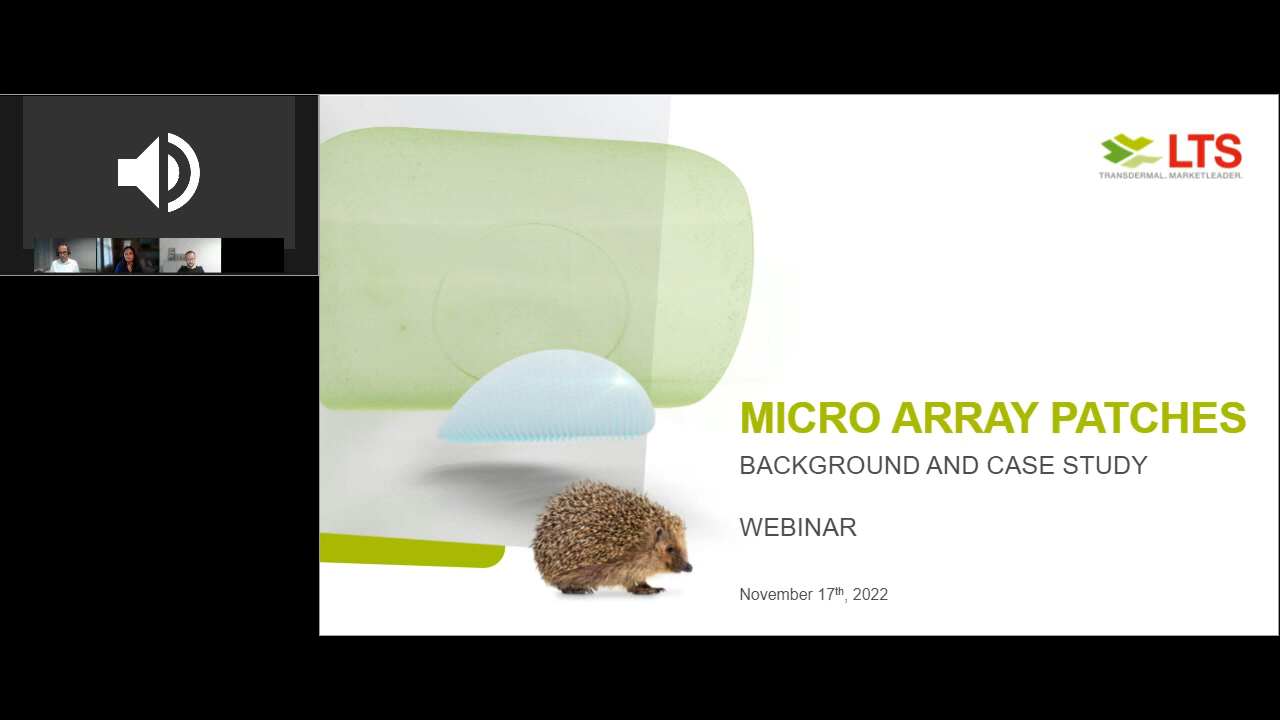 LTS
TRANSDERMAL. MARKETLEADER.
MICRO ARRAY PATCHES
BACKGROUND AND CASE STUDY
WEBINAR
November 17th, 2022